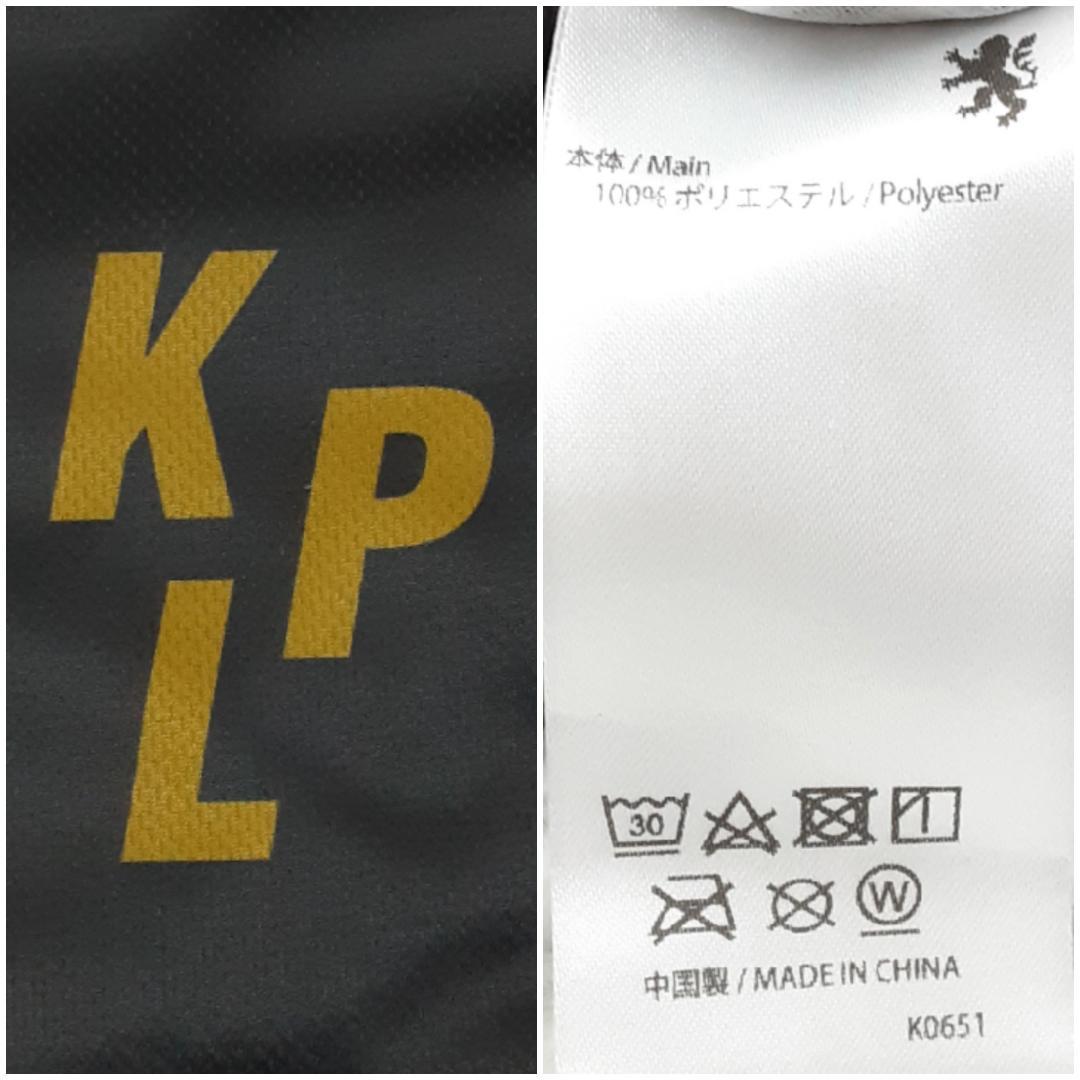 K
P
L
本体 / Main
100% ポリエステル / Polyester
30
W
中国製 / MADE IN CHINA
K0651